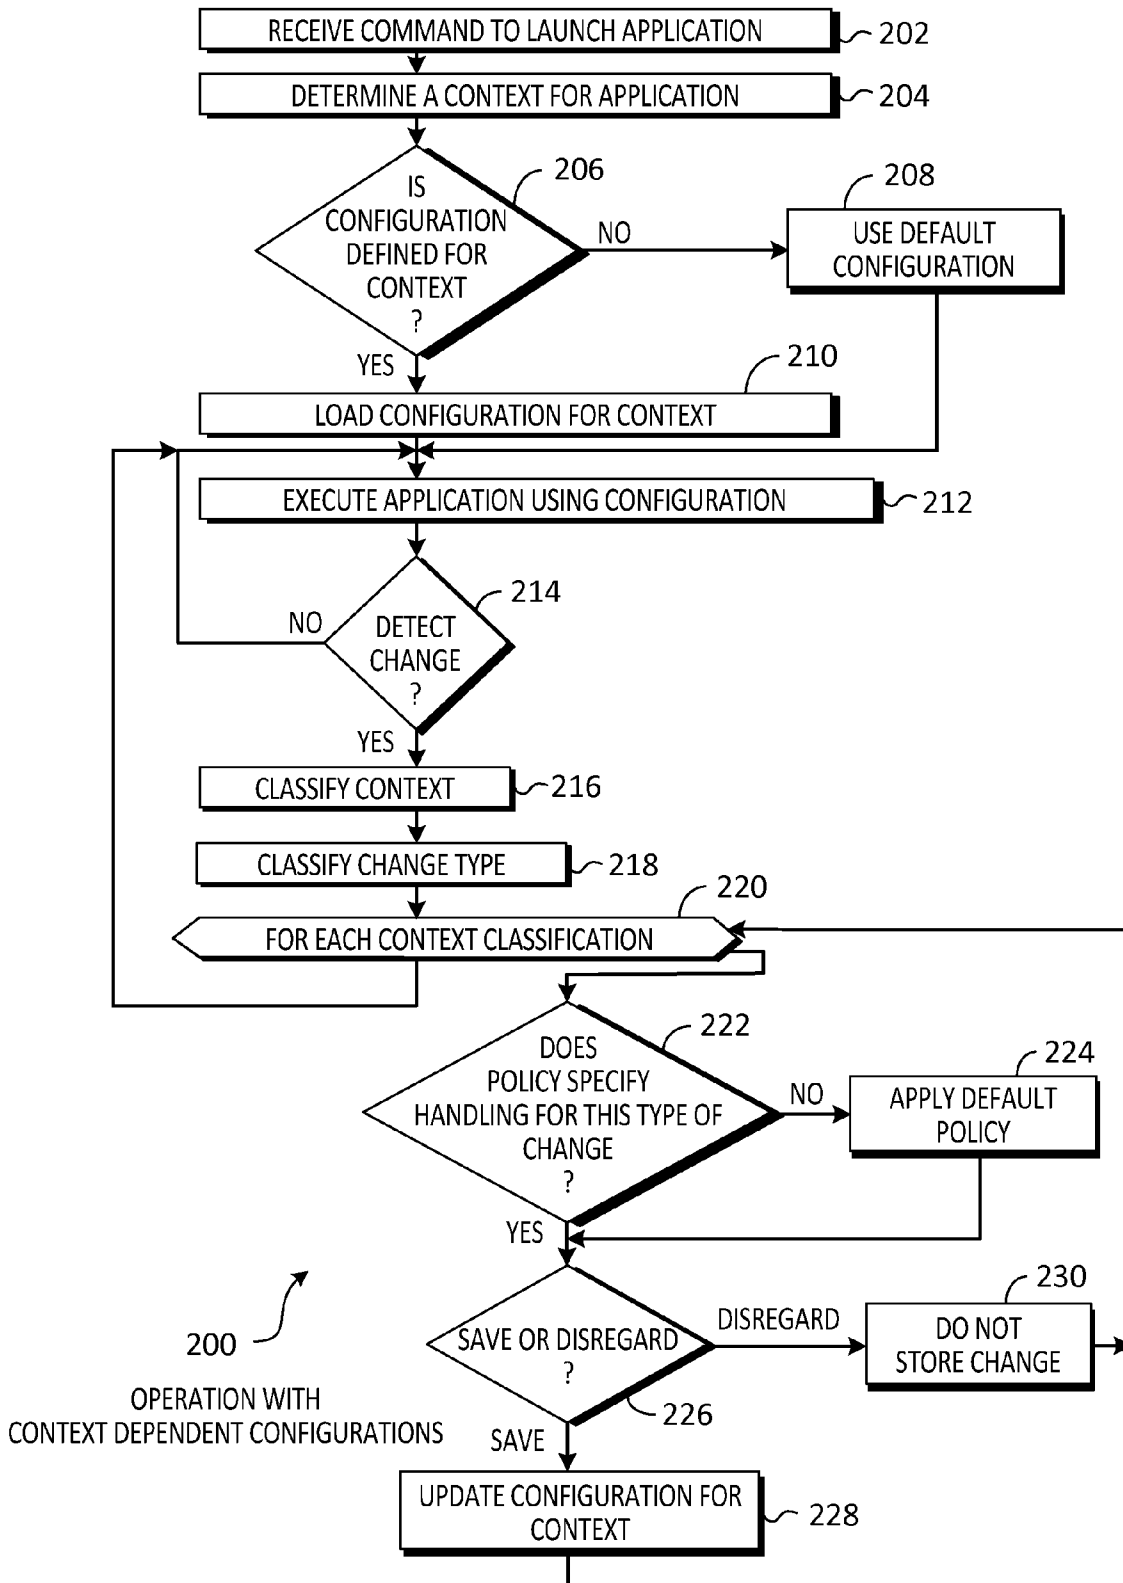 RECEIVE COMMAND TO LAUNCH APPLICATION
202
DETERMINE A CONTEXT FOR APPLICATION
204
IS
CONFIGURATION
DEFINED FOR
CONTEXT
?
206
NO
208
USE DEFAULT
CONFIGURATION
YES
210
LOAD CONFIGURATION FOR CONTEXT
EXECUTE APPLICATION USING CONFIGURATION
212
214
NO
DETECT
CHANGE
?
YES
CLASSIFY CONTEXT
216
CLASSIFY CHANGE TYPE
218
220
FOR EACH CONTEXT CLASSIFICATION
222
DOES
POLICY SPECIFY
HANDLING FOR THIS TYPE OF
CHANGE
?
NO
224
APPLY DEFAULT
POLICY
YES
SAVE OR DISREGARD
?
226
DISREGARD
230
DO NOT
STORE CHANGE
200
OPERATION WITH
CONTEXT DEPENDENT CONFIGURATIONS
SAVE
UPDATE CONFIGURATION FOR
CONTEXT
228